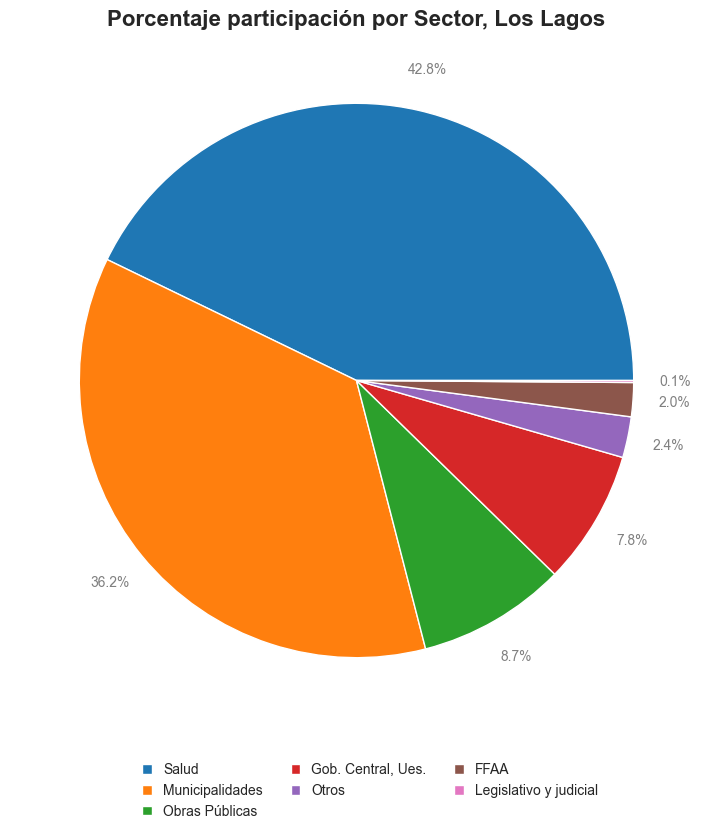 Porcentaje participación por Sector, Los Lagos
42.8%
0.1%
2.0%
2.4%
7.8%
36.2%
8.7%
Salud
Municipalidades
Obras Públicas
Gob. Central, Ues.
Otros
FFAA
Legislativo y judicial